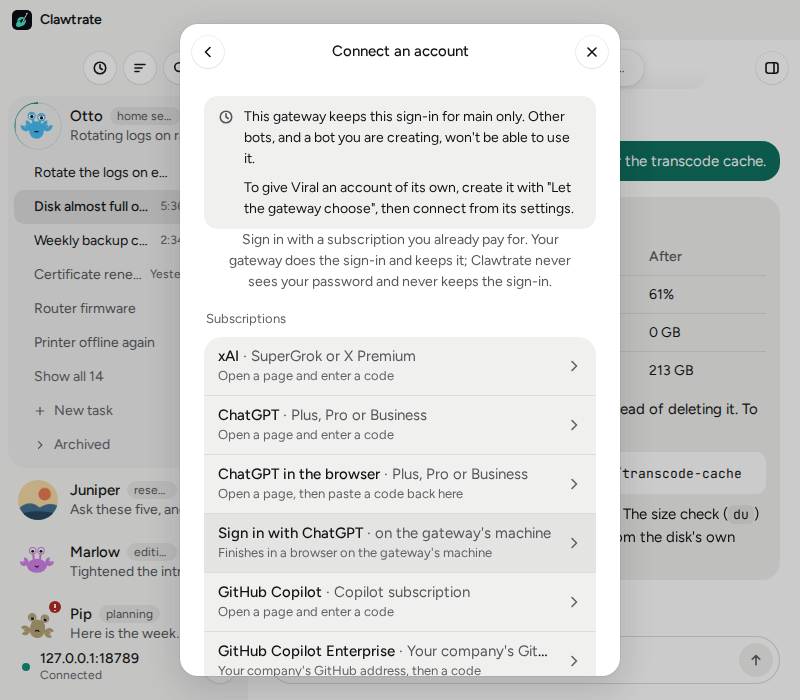 Clawtrate
Connect an account
This gateway keeps this sign-in for main only. Other
bots, and a bot you are creating, won't be able to use
it.
To give Viral an account of its own, create it with "Let
the gateway choose", then connect from its settings.
Sign in with a subscription you already pay for. Your
gateway does the sign-in and keeps it; Clawtrate never
sees your password and never keeps the sign-in.
Subscriptions
xAI · SuperGrok or X Premium
Open a page and enter a code
ChatGPT · Plus, Pro or Business
Open a page and enter a code
ChatGPT in the browser · Plus, Pro or Business
Open a page, then paste a code back here
Sign in with ChatGPT · on the gateway's machine
Finishes in a browser on the gateway's machine
GitHub Copilot · Copilot subscription
Open a page and enter a code
GitHub Copilot Enterprise · Your company's Git...
Your company's GitHub address, then a code
Otto home se...
Rotating logs on
Rotate the logs on e...
Disk almost full o... 5:36
Weekly backup c... 2:34
Certificate rene... Yeste
Router firmware
Printer offline again
Show all 14
+ New task
Archived
Juniper rese...
Ask these five, an
Marlow editi...
Tightened the int
Pip planning
Here is the week.
127.0.0.1:18789
Connected
the transcode cache.
After
61%
0 GB
213 GB
ead of deleting it. To
/transcode-cache
The size check (du)
om the disk's own